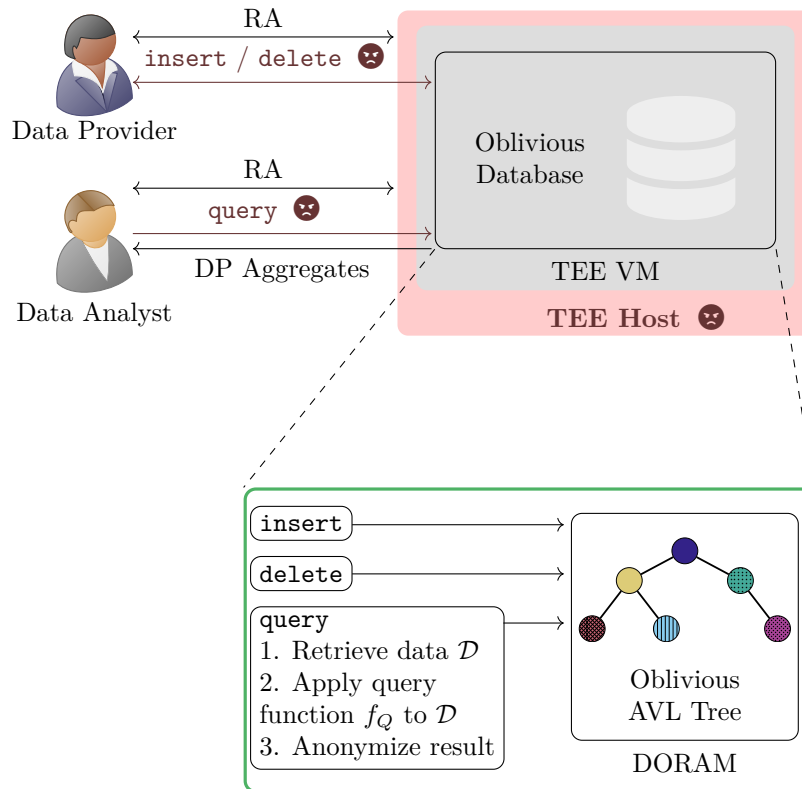 RA
insert / delete
Data Provider
Oblivious
Database
RA
query
DP Aggregates
Data Analyst
TEE VM
TEE Host
insert
delete
query
1. Retrieve data 𝒟
2. Apply query
function f_Q to 𝒟
3. Anonymize result
Oblivious
AVL Tree
DORAM